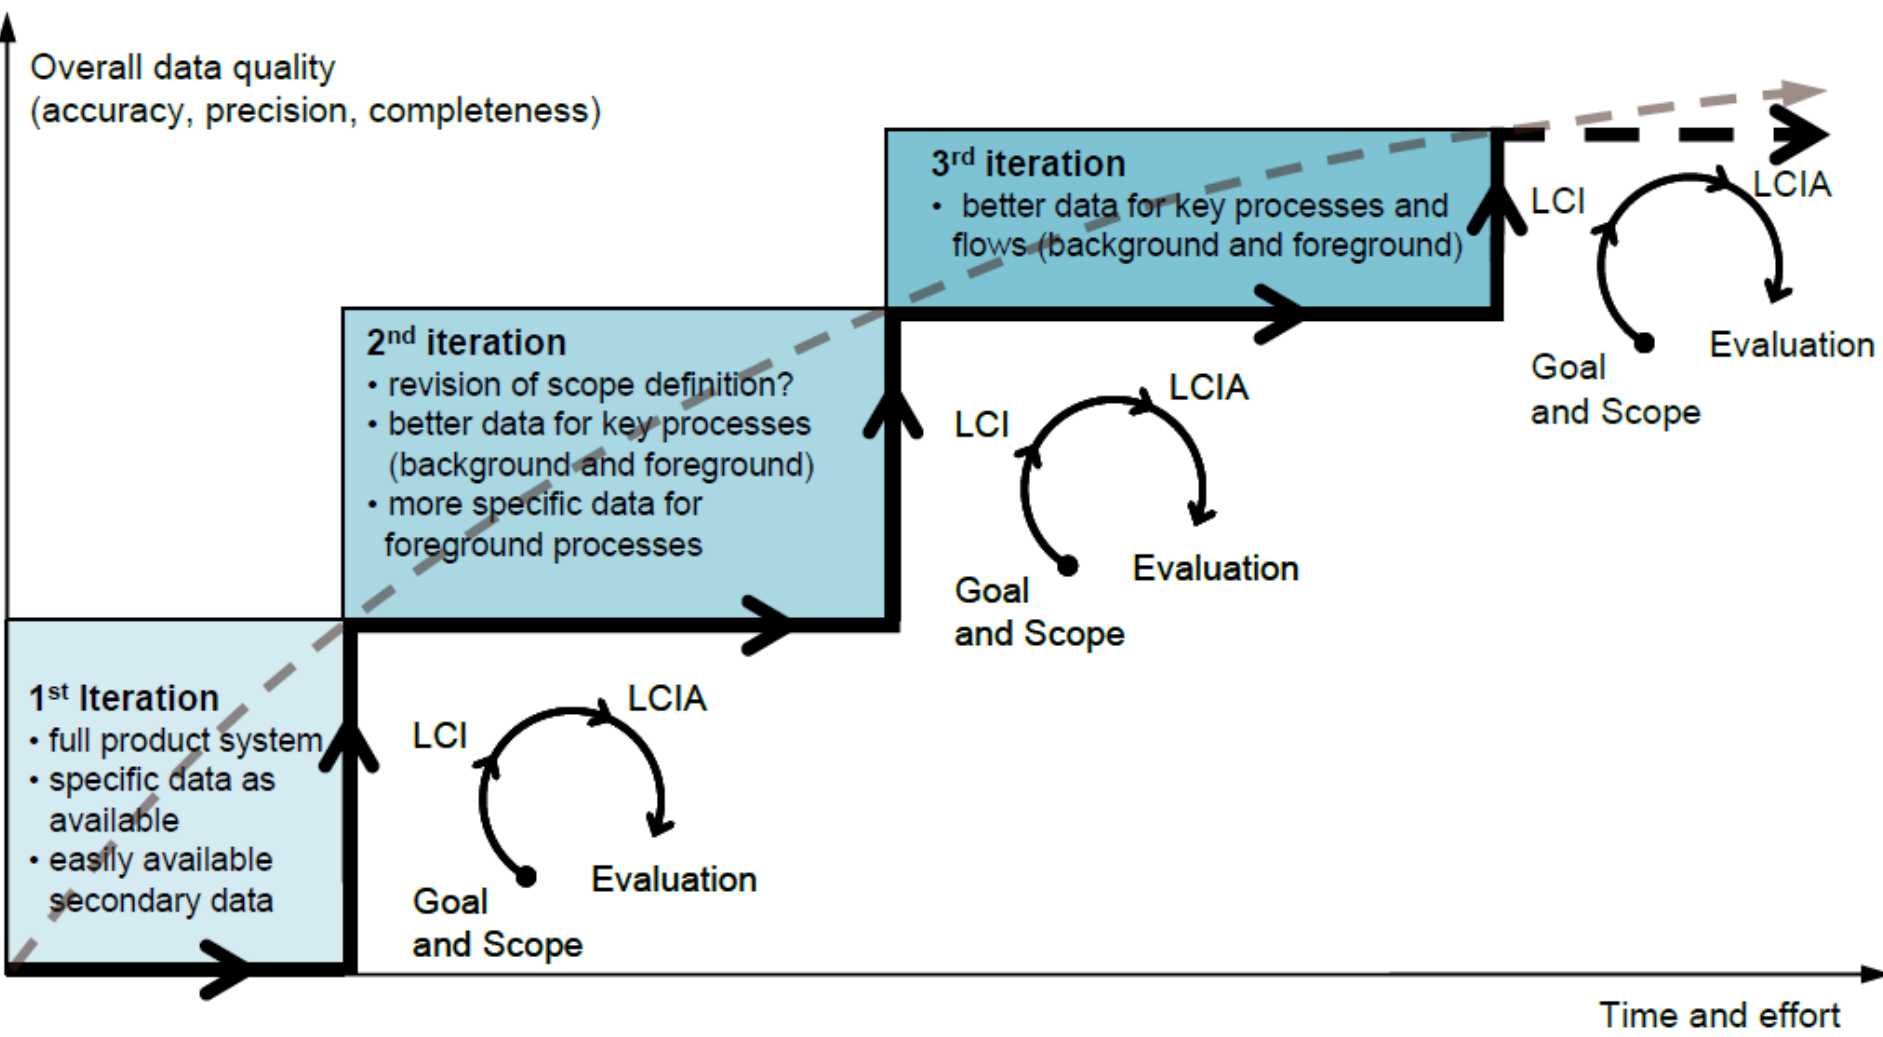 Overall data quality
(accuracy, precision, completeness)
3rd iteration
• better data for key processes and
flows (background and foreground)
LCI
LCIA
Goal
and Scope
Evaluation
2nd iteration
• revision of scope definition?
• better data for key processes
(background and foreground)
• more specific data for
foreground processes
LCI
LCIA
Goal
and Scope
Evaluation
1st Iteration
• full product system
• specific data as
available
• easily available
secondary data
LCI
LCIA
Goal
and Scope
Evaluation
Time and effort